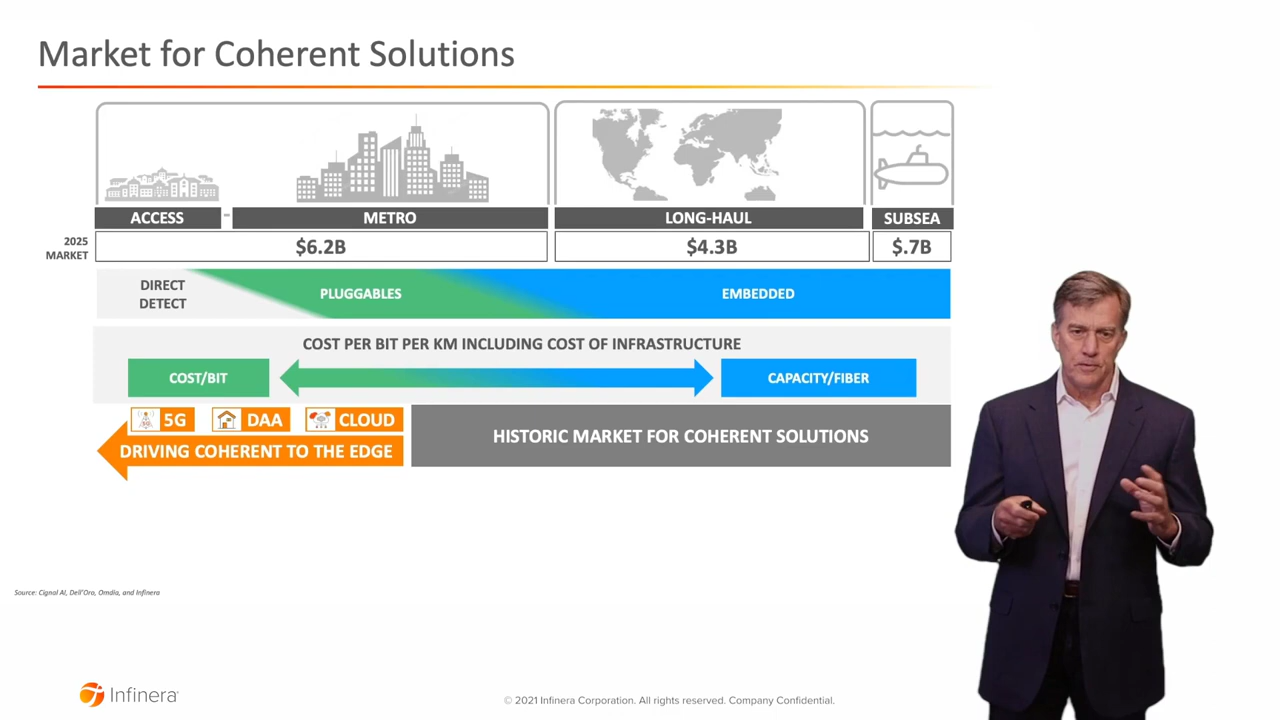 Market for Coherent Solutions
ACCESS - METRO LONG-HAUL SUBSEA
2025
MARKET
$6.2B $4.3B $.7B
DIRECT
DETECT
PLUGGABLES EMBEDDED
COST PER BIT PER KM INCLUDING COST OF INFRASTRUCTURE
COST/BIT CAPACITY/FIBER
5G DAA CLOUD
DRIVING COHERENT TO THE EDGE
HISTORIC MARKET FOR COHERENT SOLUTIONS
Source: Cignal AI, Dell'Oro, Omdia, and Infinera
Infinera
© 2021 Infinera Corporation. All rights reserved. Company Confidential.